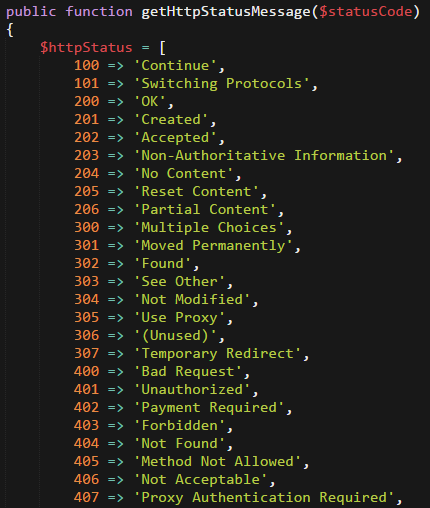 public function getHttpStatusMessage($statusCode)
{
$httpStatus = [
100 => 'Continue',
101 => 'Switching Protocols',
200 => 'OK',
201 => 'Created',
202 => 'Accepted',
203 => 'Non-Authoritative Information',
204 => 'No Content',
205 => 'Reset Content',
206 => 'Partial Content',
300 => 'Multiple Choices',
301 => 'Moved Permanently',
302 => 'Found',
303 => 'See Other',
304 => 'Not Modified',
305 => 'Use Proxy',
306 => '(Unused)',
307 => 'Temporary Redirect',
400 => 'Bad Request',
401 => 'Unauthorized',
402 => 'Payment Required',
403 => 'Forbidden',
404 => 'Not Found',
405 => 'Method Not Allowed',
406 => 'Not Acceptable',
407 => 'Proxy Authentication Required',